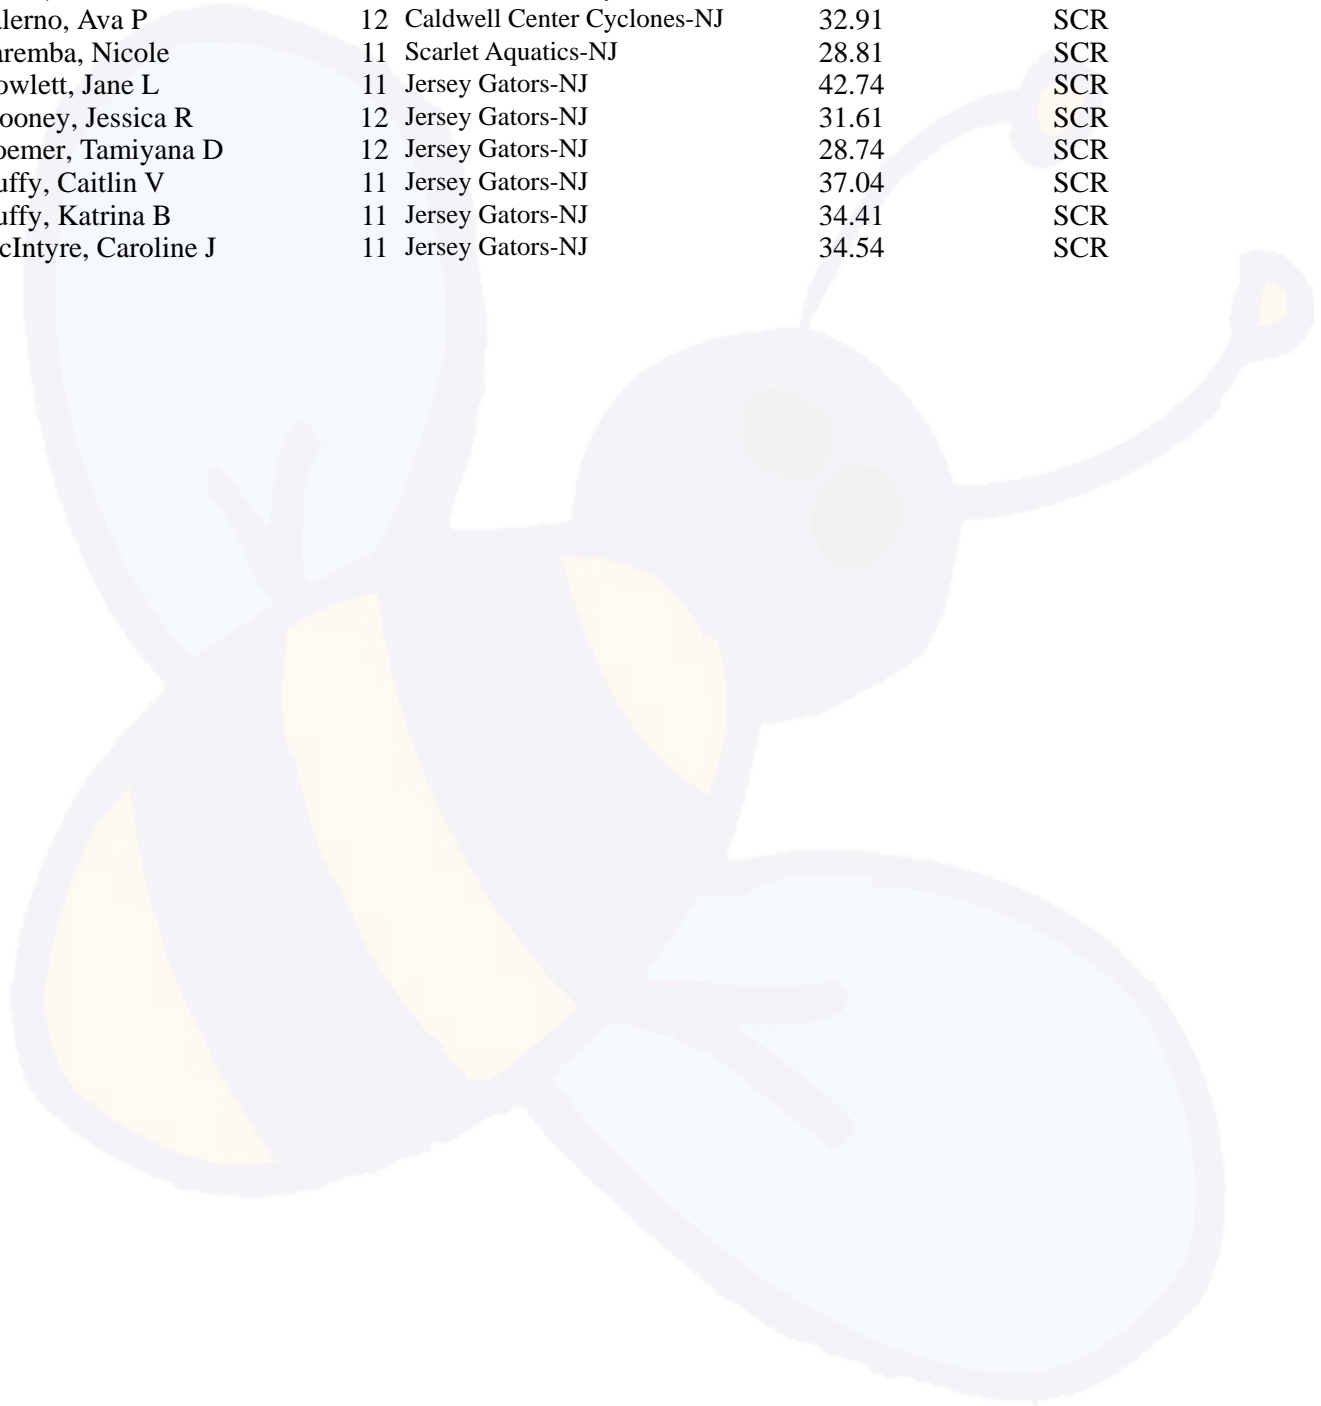 alerno, Ava P 12 Caldwell Center Cyclones-NJ 32.91 SCR
aremba, Nicole 11 Scarlet Aquatics-NJ 28.81 SCR
owlett, Jane L 11 Jersey Gators-NJ 42.74 SCR
ooney, Jessica R 12 Jersey Gators-NJ 31.61 SCR
oemer, Tamiyana D 12 Jersey Gators-NJ 28.74 SCR
uffy, Caitlin V 11 Jersey Gators-NJ 37.04 SCR
uffy, Katrina B 11 Jersey Gators-NJ 34.41 SCR
cIntyre, Caroline J 11 Jersey Gators-NJ 34.54 SCR